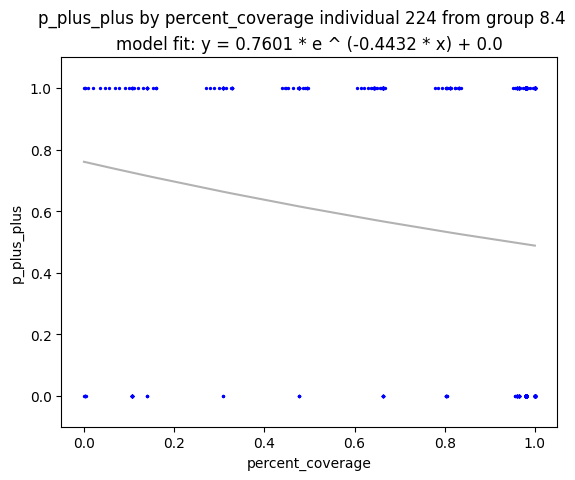 p_plus_plus by percent_coverage individual 224 from group 8.4
model fit: y = 0.7601 * e ^ (-0.4432 * x) + 0.0
1.0
0.8
0.6
0.4
0.2
0.0
p_plus_plus
0.0 0.2 0.4 0.6 0.8 1.0
percent_coverage